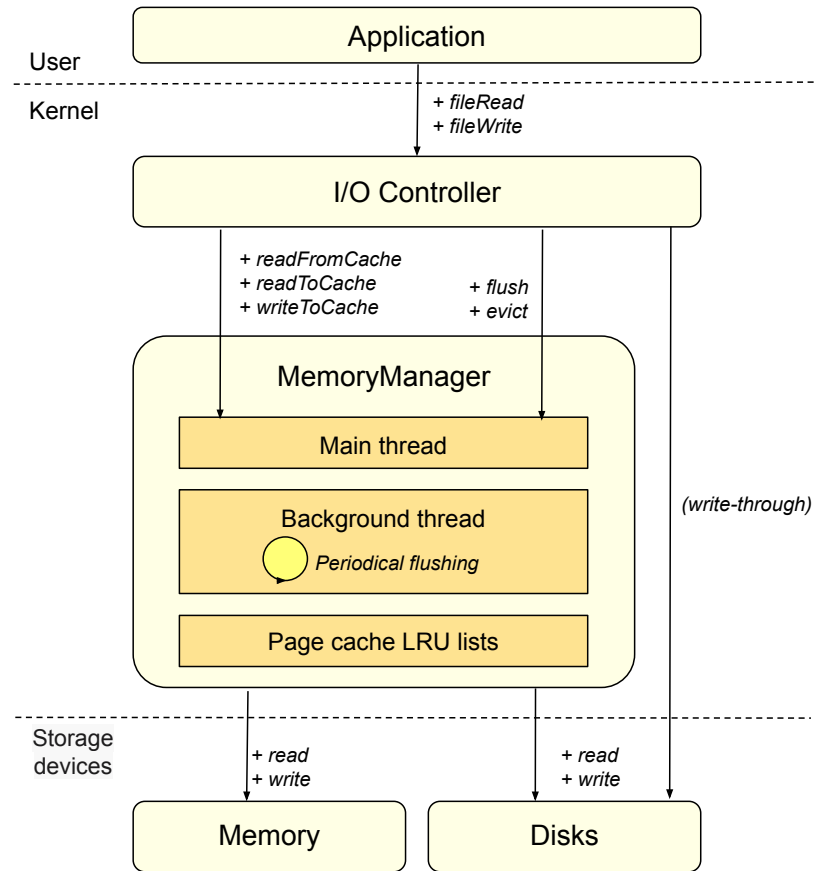 Application
User
Kernel
+ fileRead
+ fileWrite
I/O Controller
+ readFromCache
+ readToCache
+ writeToCache
+ flush
+ evict
MemoryManager
Main thread
Background thread
Periodical flushing
(write-through)
Page cache LRU lists
Storage
devices
+ read
+ write
+ read
+ write
Memory
Disks